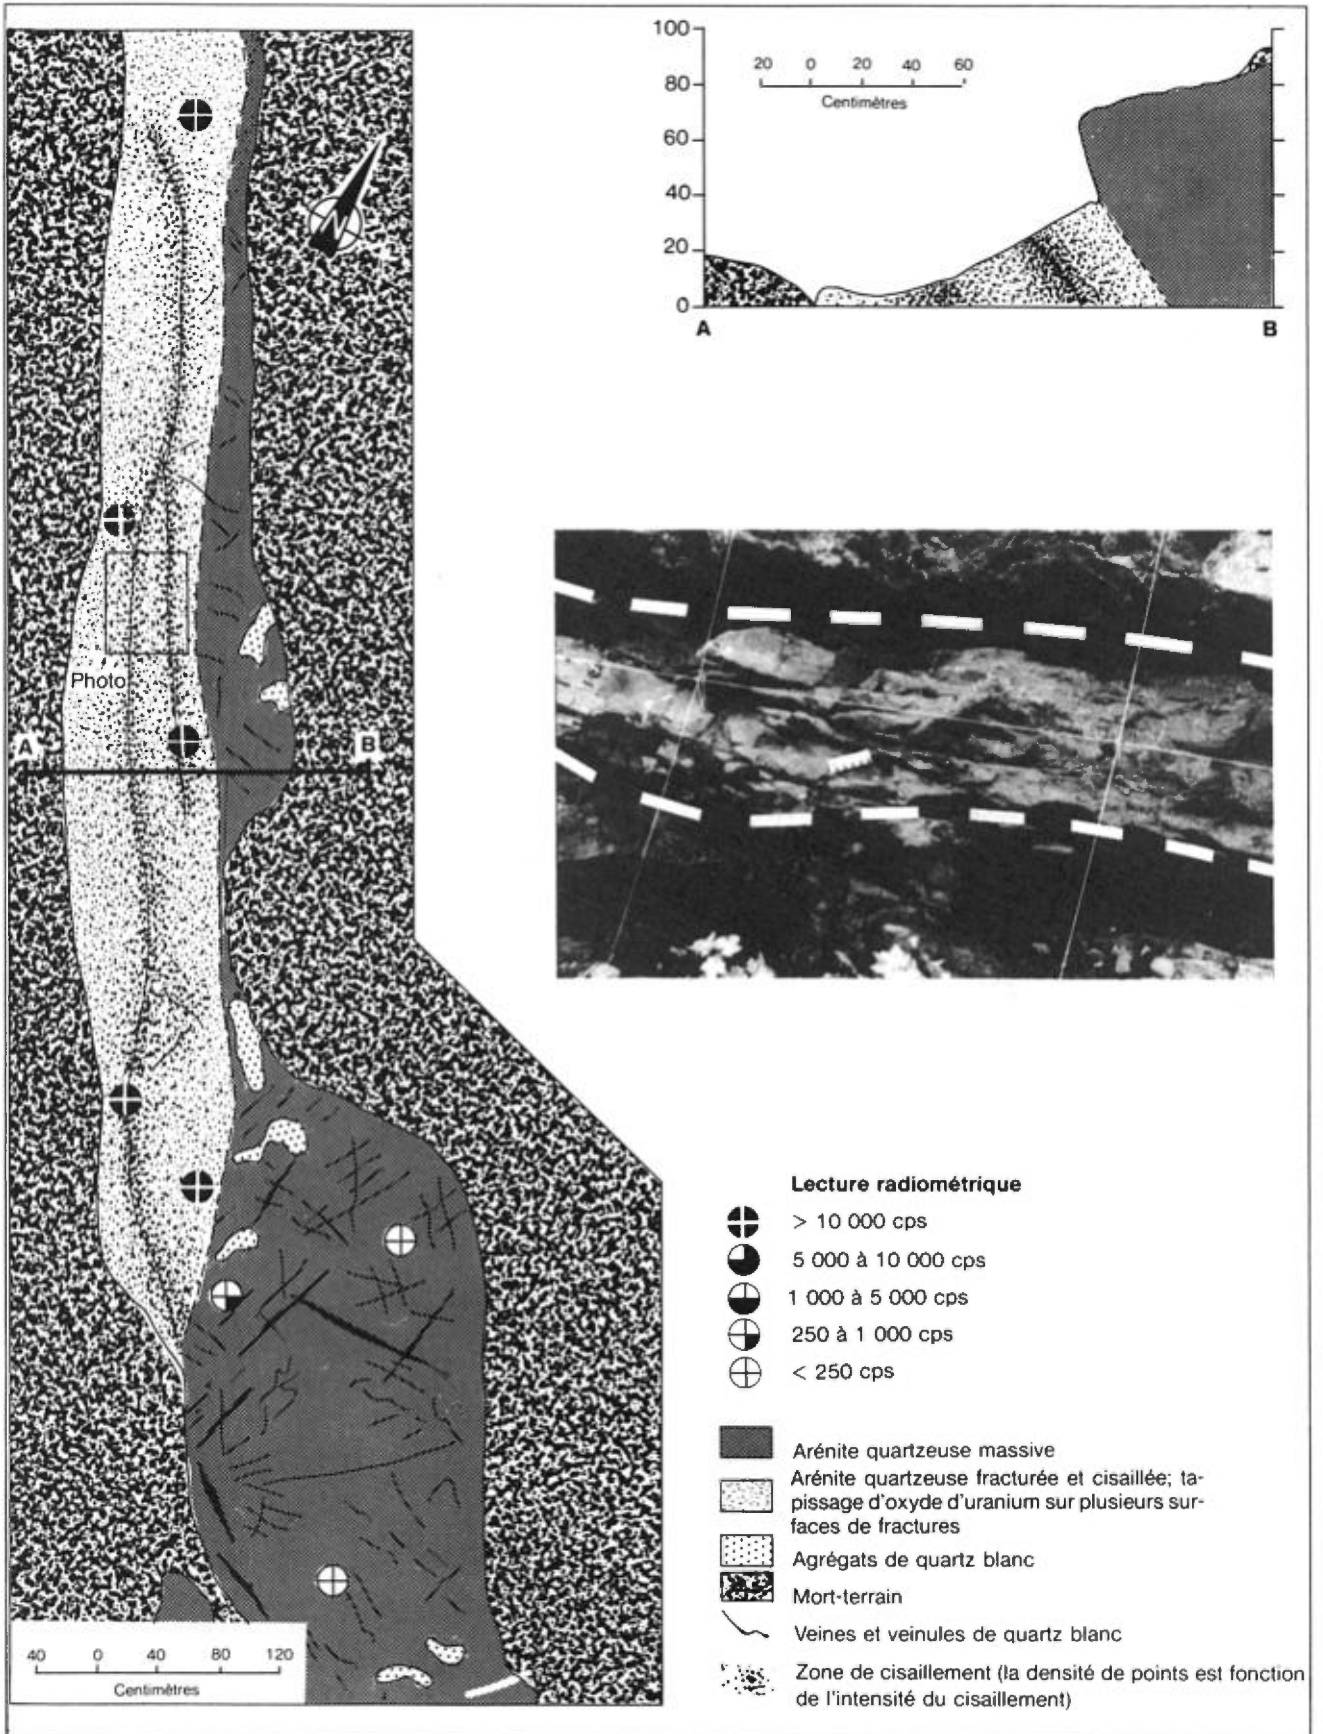 100
80
60
40
20
0
20 0 20 40 60
Centimètres
A B
Photo
A B
Lecture radiométrique
> 10 000 cps
5 000 à 10 000 cps
1 000 à 5 000 cps
250 à 1 000 cps
< 250 cps
Arénite quartzeuse massive
Arénite quartzeuse fracturée et cisaillée; ta-
pissage d'oxyde d'uranium sur plusieurs sur-
faces de fractures
Agrégats de quartz blanc
Mort-terrain
Veines et veinules de quartz blanc
Zone de cisaillement (la densité de points est fonction
de l'intensité du cisaillement)
40 0 40 80 120
Centimètres